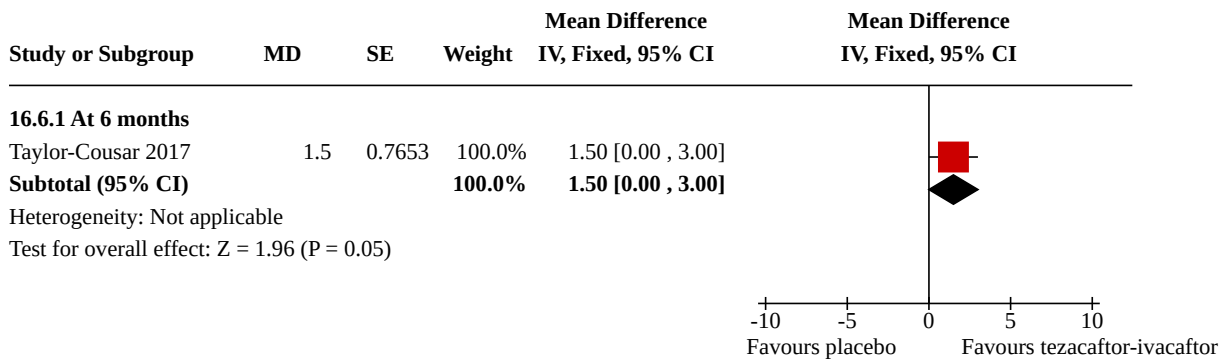 Mean Difference Mean Difference
Study or Subgroup MD SE Weight IV, Fixed, 95% CI IV, Fixed, 95% CI
16.6.1 At 6 months
Taylor-Cousar 2017 1.5 0.7653 100.0% 1.50 [0.00 , 3.00]
Subtotal (95% CI) 100.0% 1.50 [0.00 , 3.00]
Heterogeneity: Not applicable
Test for overall effect: Z = 1.96 (P = 0.05)
-10 -5 0 5 10
Favours placebo Favours tezacaftor-ivacaftor